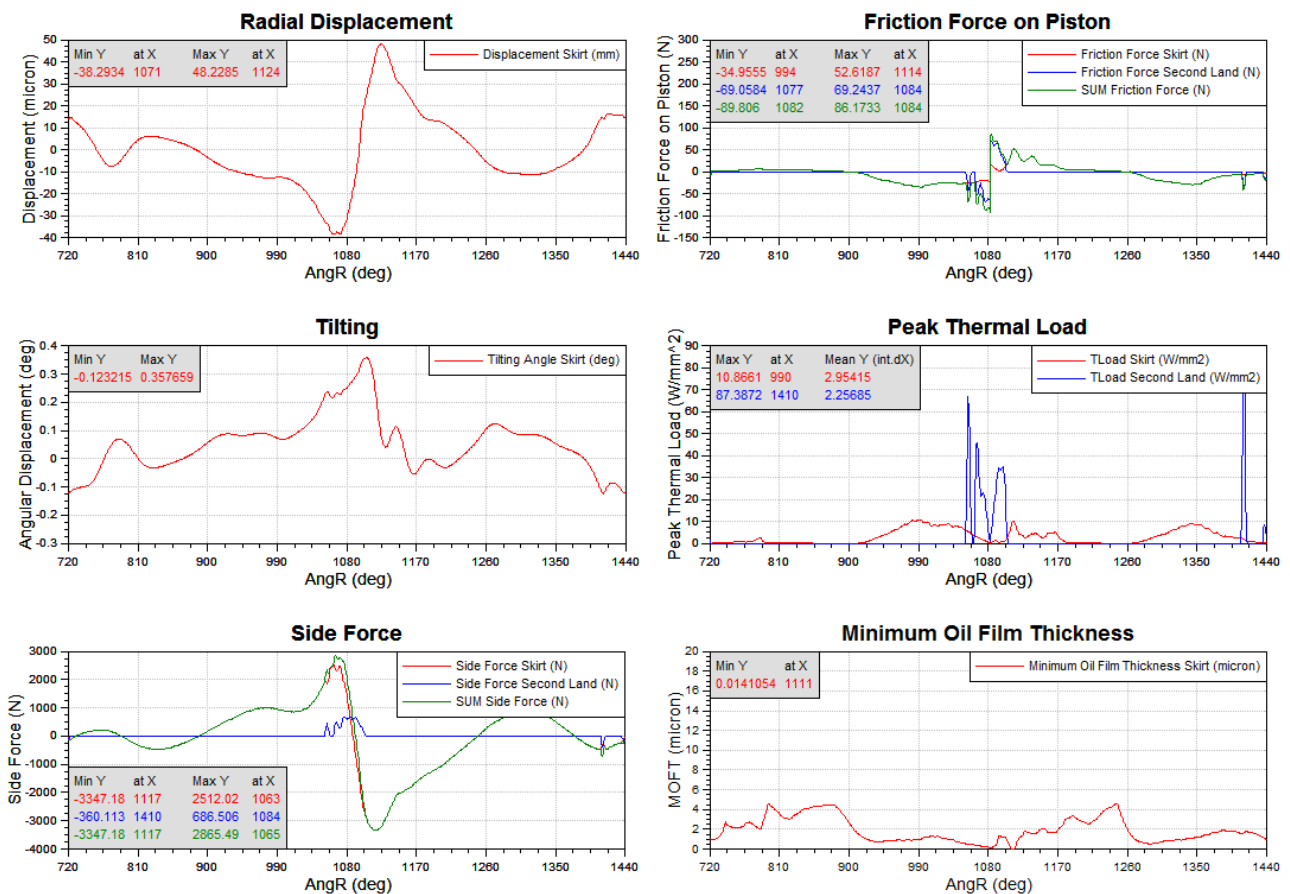 Radial Displacement
Min Y at X Max Y at X
-38.2934 1071 48.2285 1124
Displacement Skirt (mm)
Displacement (micron)
50
40
30
20
10
0
-10
-20
-30
-40
720 810 900 990 1080 1170 1260 1350 1440
AngR (deg)
Friction Force on Piston
Min Y at X Max Y at X
-34.9555 994 52.6187 1114
-69.0584 1077 69.2437 1084
-89.806 1082 86.1733 1084
Friction Force Skirt (N)
Friction Force Second Land (N)
SUM Friction Force (N)
Friction Force on Piston (N)
300
250
200
150
100
50
0
-50
-100
-150
720 810 900 990 1080 1170 1260 1350 1440
AngR (deg)
Tilting
Min Y Max Y
-0.123215 0.357659
Tilting Angle Skirt (deg)
Angular Displacement (deg)
0.4
0.3
0.2
0.1
0
-0.1
-0.2
-0.3
720 810 900 990 1080 1170 1260 1350 1440
AngR (deg)
Peak Thermal Load
Max Y at X Mean Y (int.dX)
10.8661 990 2.95415
87.3872 1410 2.25685
TLoad Skirt (W/mm2)
TLoad Second Land (W/mm2)
Peak Thermal Load (W/mm^2)
90
80
70
60
50
40
30
20
10
0
720 810 900 990 1080 1170 1260 1350 1440
AngR (deg)
Side Force
Side Force Skirt (N)
Side Force Second Land (N)
SUM Side Force (N)
Min Y at X Max Y at X
-3347.18 1117 2512.02 1063
-360.113 1410 686.506 1084
-3347.18 1117 2865.49 1065
Side Force (N)
3000
2000
1000
0
-1000
-2000
-3000
-4000
720 810 900 990 1080 1170 1260 1350 1440
AngR (deg)
Minimum Oil Film Thickness
Min Y at X
0.0141054 1111
Minimum Oil Film Thickness Skirt (micron)
MOFT (micron)
20
18
16
14
12
10
8
6
4
2
0
720 810 900 990 1080 1170 1260 1350 1440
AngR (deg)